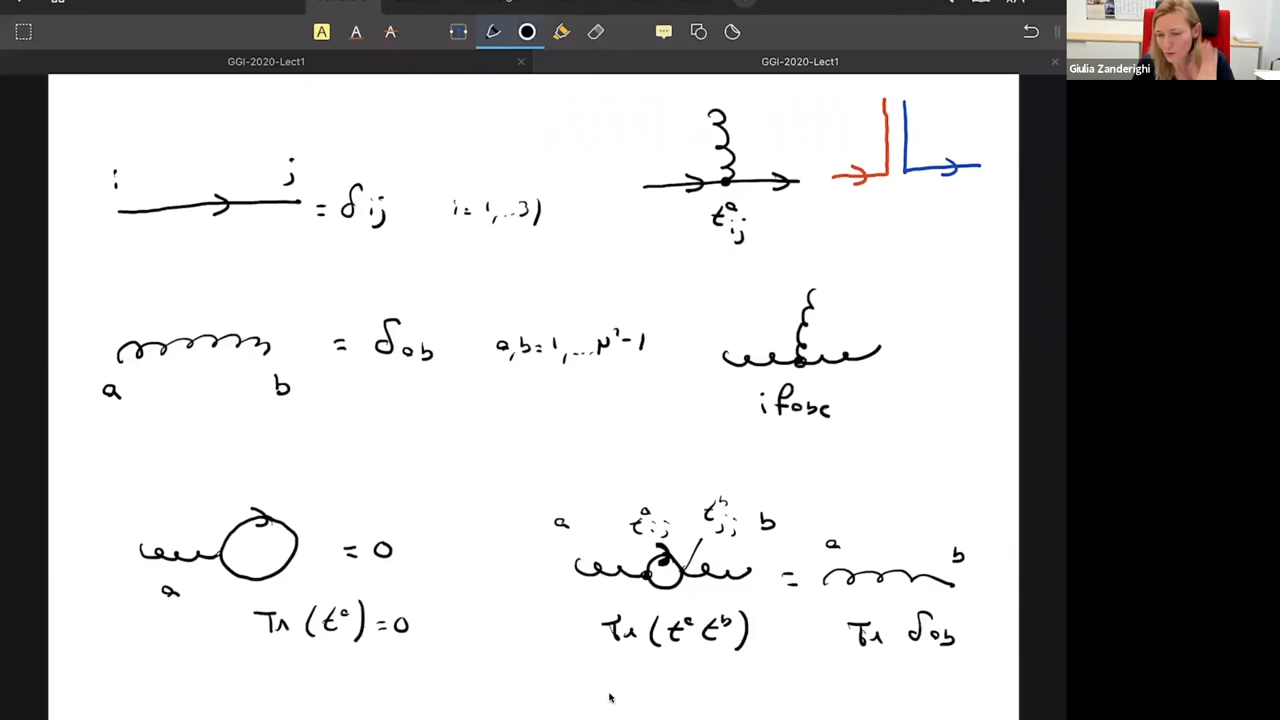 GGI-2020-Lect1
GGI-2020-Lect1
Giulia Zanderighi
i j
= δij i = 1, ...3)
t^a_ij
a b
= δab a,b = 1, ... N²-1
i fabc
a
= 0
Tr (t^a) = 0
a t^a_ij t^b_jj b
= a b
Tr (t^a t^b) TR δab